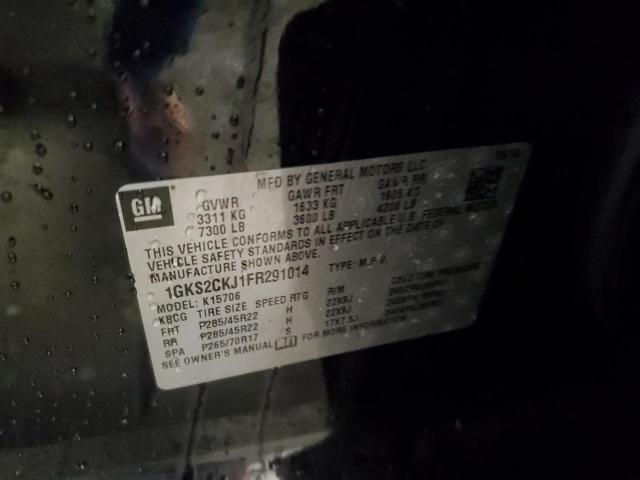 GM
MFD BY GENERAL MOTORS LLC
GVWR GAWR FRT GAWR RR
3311 KG 1633 KG
7300 LB 3600 LB
THIS VEHICLE CONFORMS TO ALL APPLICABLE U.S. FEDERAL
VEHICLE SAFETY STANDARDS IN EFFECT ON THE DATE OF
MANUFACTURE SHOWN ABOVE.
1GKS2CKJ1FR291014 TYPE: M.P.V.
MODEL: K15706
KBCG TIRE SIZE SPEED RTG RIM COLD TIRE PRESSURE
FRT P285/45R22 H 22X9J
RR P285/45R22 H 22X9J
SPA P265/70R17 S 17X7.5J
SEE OWNER'S MANUAL FOR MORE INFORMATION